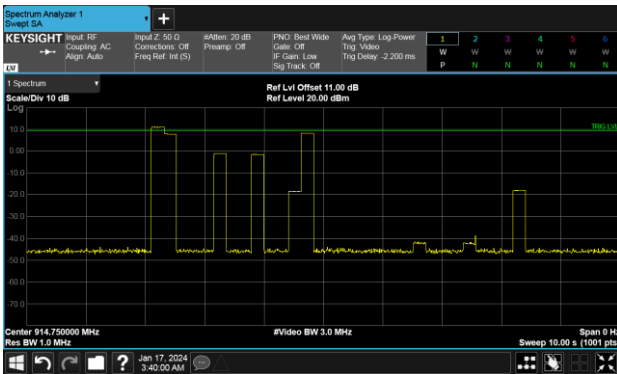 Spectrum Analyzer 1
Swept SA
+
KEYSIGHT Input: RF Input Z: 50 Ω #Atten: 20 dB PNO: Best Wide Avg Type: Log-Power 1 2 3 4 5 6
Coupling: AC Corrections: Off Preamp: Off Gate: Off Trig: Video W W W W W W
Align: Auto Freq Ref: Int (S) IF Gain: Low Trig Delay: -2.200 ms
LXI Sig Track: Off P N N N N N
1 Spectrum Ref Lvl Offset 11.00 dB
Scale/Div 10 dB Ref Level 20.00 dBm
Log
10.0 TRIG LVL
0.00
-10.0
-20.0
-30.0
-40.0
-50.0
-60.0
-70.0
Center 914.750000 MHz #Video BW 3.0 MHz Span 0 Hz
Res BW 1.0 MHz Sweep 10.00 s (1001 pts)
? Jan 17, 2024
3:40:00 AM